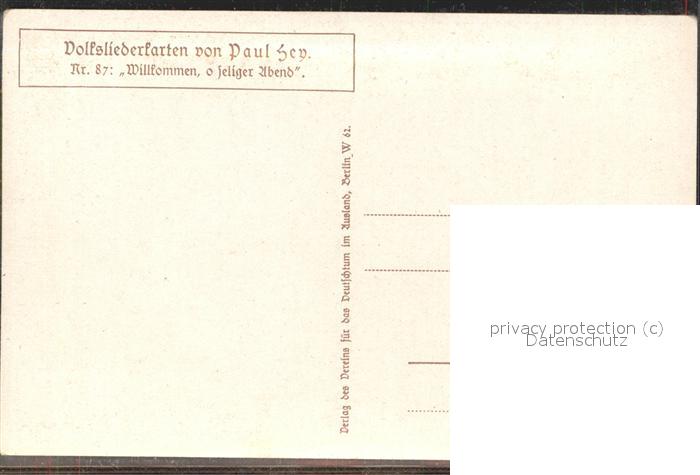 Volksliederkarten von Paul Hey.
Nr. 87: „Willkommen, o seliger Abend".
Verlag des Vereins für das Deutschtum im Ausland, Berlin W 62.
privacy protection (c)
Datenschutz